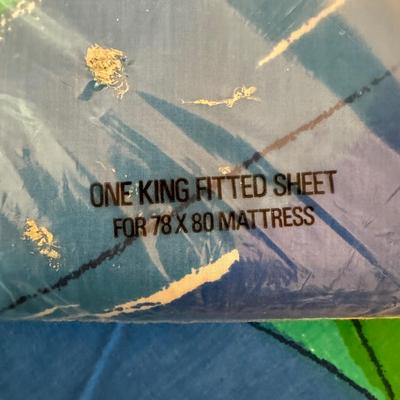 ONE KING FITTED SHEET
FOR 78 X 80 MATTRESS